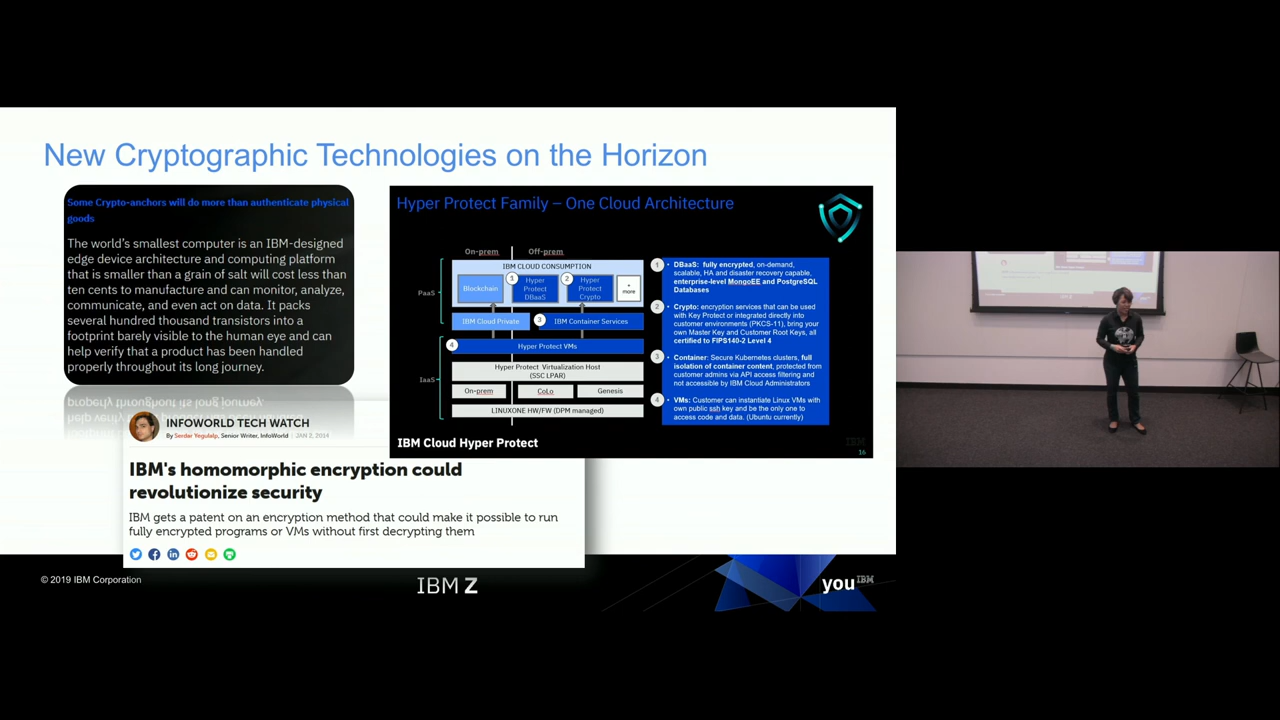 New Cryptographic Technologies on the Horizon
Some Crypto-anchors will do more than authenticate physical
goods
The world's smallest computer is an IBM-designed
edge device architecture and computing platform
that is smaller than a grain of salt will cost less than
ten cents to manufacture and can monitor, analyze,
communicate, and even act on data. It packs
several hundred thousand transistors into a
footprint barely visible to the human eye and can
help verify that a product has been handled
properly throughout its long journey.
INFOWORLD TECH WATCH
By Serdar Yegulalp, Senior Writer, InfoWorld | JAN 2, 2014
IBM's homomorphic encryption could
revolutionize security
IBM gets a patent on an encryption method that could make it possible to run
fully encrypted programs or VMs without first decrypting them
Hyper Protect Family – One Cloud Architecture
On-prem
Off-prem
IBM CLOUD CONSUMPTION
PaaS
Blockchain
1
Hyper
Protect
DBaaS
2
Hyper
Protect
Crypto
+
more
IBM Cloud Private
3
IBM Container Services
4
Hyper Protect VMs
IaaS
Hyper Protect Virtualization Host
(SSC LPAR)
On-prem
CoLo
Genesis
LINUXONE HW/FW (DPM managed)
1
• DBaaS: fully encrypted, on-demand,
scalable, HA and disaster recovery capable,
enterprise-level MongoEE and PostgreSQL
Databases
2
• Crypto: encryption services that can be used
with Key Protect or integrated directly into
customer environments (PKCS-11), bring your
own Master Key and Customer Root Keys, all
certified to FIPS140-2 Level 4
3
• Container: Secure Kubernetes clusters, full
isolation of container content, protected from
customer admins via API access filtering and
not accessible by IBM Cloud Administrators
4
• VMs: Customer can instantiate Linux VMs with
own public ssh key and be the only one to
access code and data. (Ubuntu currently)
IBM Cloud Hyper Protect
IBM
16
© 2019 IBM Corporation
IBM Z
you IBM